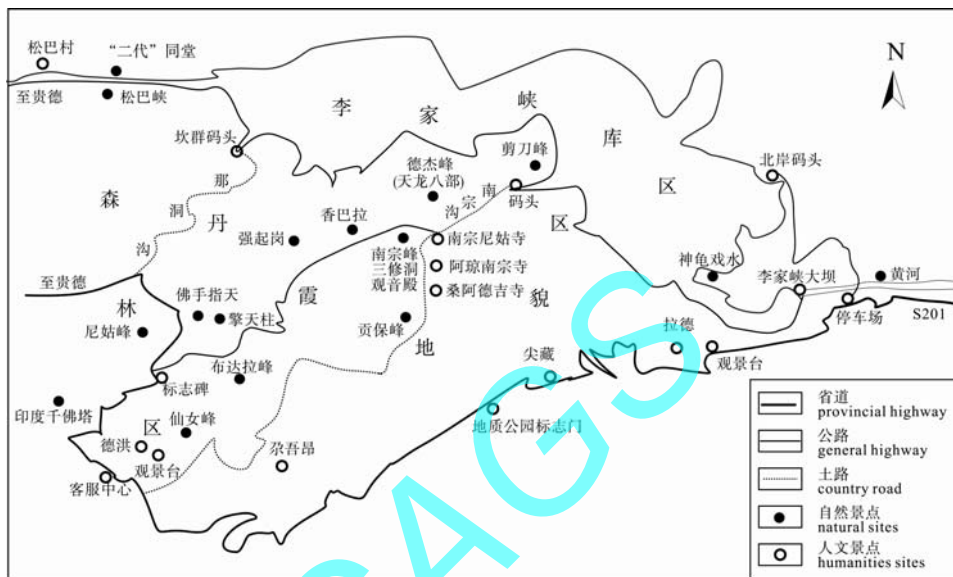 松巴村
“二代”同堂
N
至贵德
松巴峡
李家峡库区
坎群码头
剪刀峰
北岸码头
德杰峰
(天龙八部)
码头
南宗沟
那洞沟
森林区
丹霞地貌区
香巴拉
强起岗
南宗峰
三修洞
观音殿
南宗尼姑寺
阿琼南宗寺
桑阿德吉寺
神龟戏水
李家峡大坝
黄河
至贵德
佛手指天
擎天柱
尼姑峰
贡保峰
拉德
停车场
S201
观景台
标志碑
布达拉峰
尖藏
印度千佛塔
仙女峰
地质公园标志门
德洪
观景台
尕吾昂
客服中心
省道
provincial highway
公路
general highway
土路
country road
自然景点
natural sites
人文景点
humanities sites
CAGS